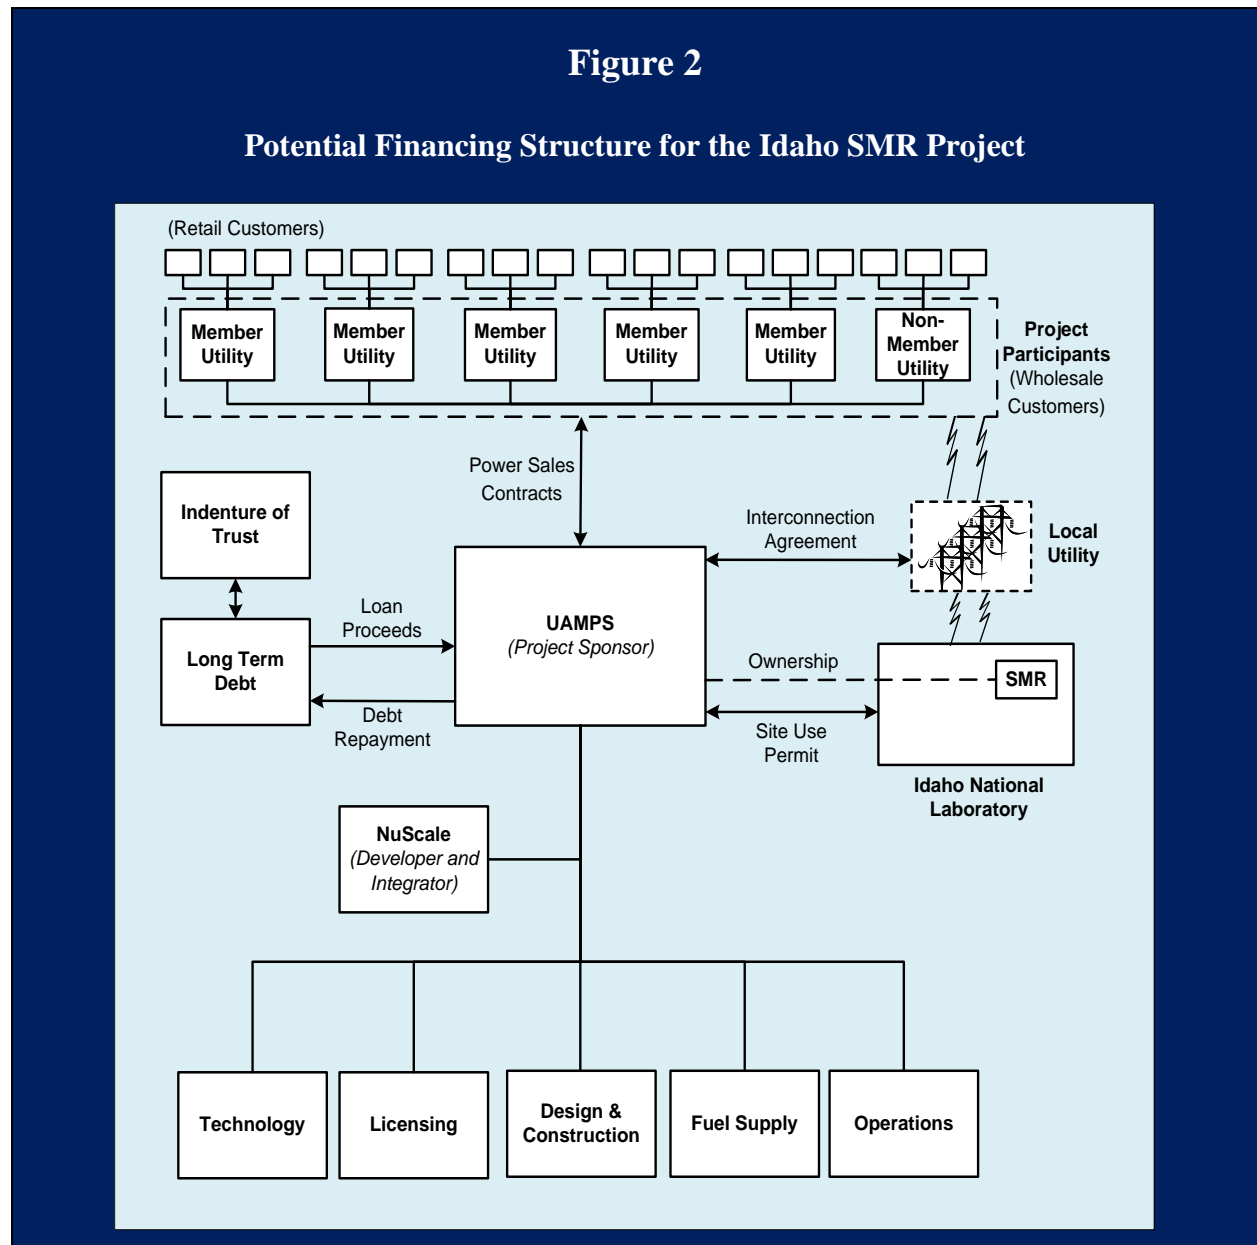 Figure 2
Potential Financing Structure for the Idaho SMR Project
(Retail Customers)
Member
Utility
Member
Utility
Member
Utility
Member
Utility
Member
Utility
Non-
Member
Utility
Project
Participants
(Wholesale
Customers)
Power Sales
Contracts
Indenture of
Trust
Interconnection
Agreement
Local
Utility
Loan
Proceeds
UAMPS
(Project Sponsor)
Long Term
Debt
Ownership
SMR
Debt
Repayment
Site Use
Permit
Idaho National
Laboratory
NuScale
(Developer and
Integrator)
Technology
Licensing
Design &
Construction
Fuel Supply
Operations